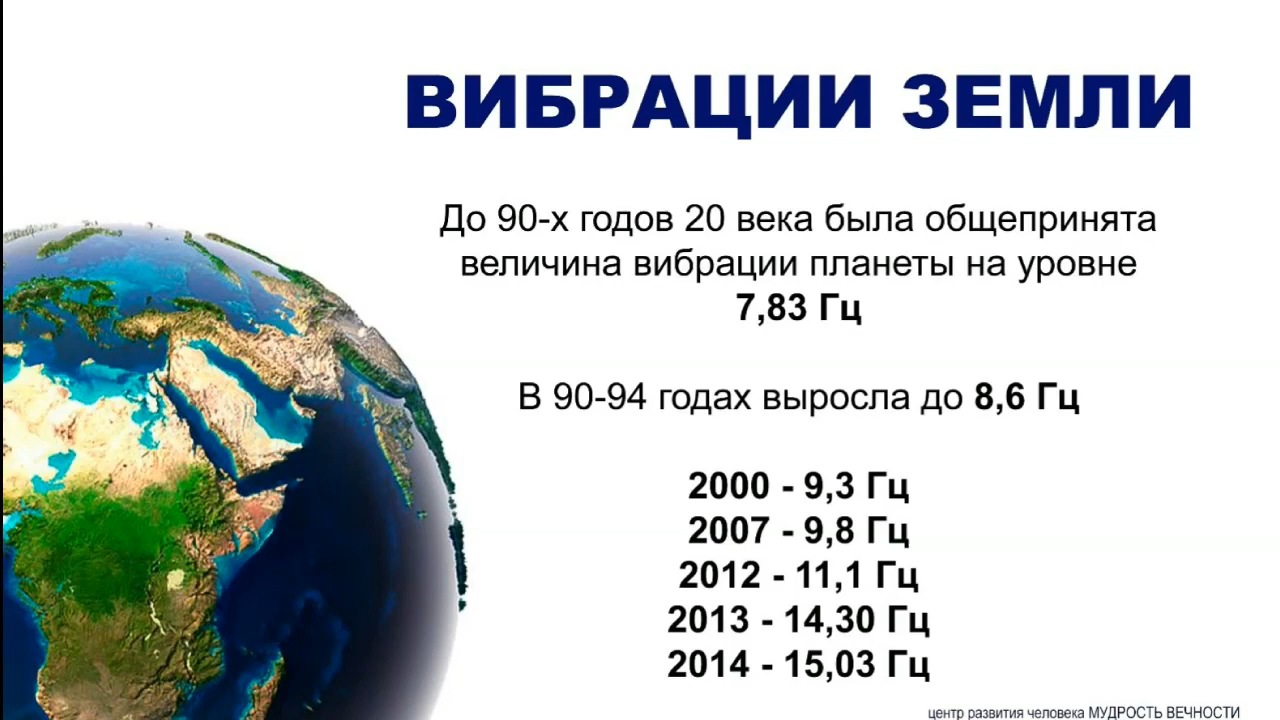 ВИБРАЦИИ ЗЕМЛИ
До 90-х годов 20 века была общепринята
величина вибрации планеты на уровне
7,83 Гц
В 90-94 годах выросла до 8,6 Гц
2000 - 9,3 Гц
2007 - 9,8 Гц
2012 - 11,1 Гц
2013 - 14,30 Гц
2014 - 15,03 Гц
центр развития человека МУДРОСТЬ ВЕЧНОСТИ